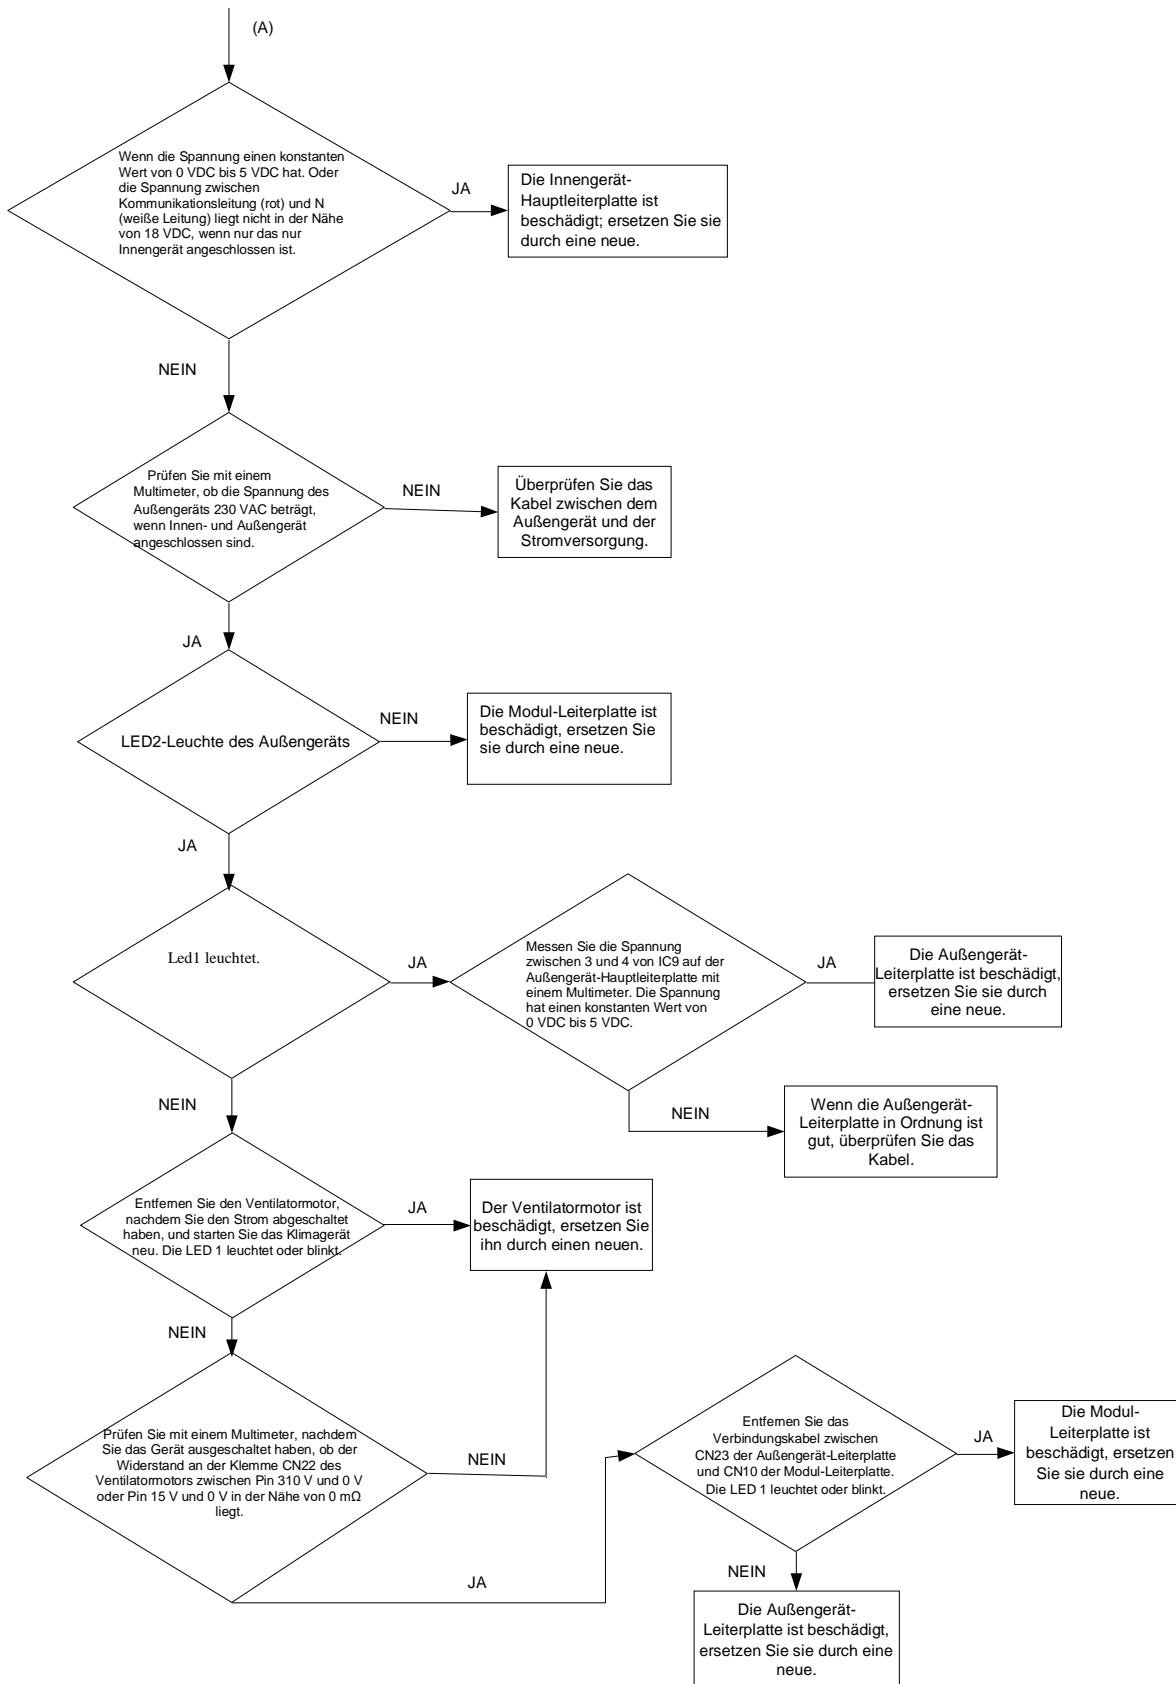 (A)
Wenn die Spannung einen konstanten
Wert von 0 VDC bis 5 VDC hat. Oder
die Spannung zwischen
Kommunikationsleitung (rot) und N
(weiße Leitung) liegt nicht in der Nähe
von 18 VDC, wenn nur das nur
Innengerät angeschlossen ist.
JA
Die Innengerät-
Hauptleiterplatte ist
beschädigt; ersetzen Sie sie
durch eine neue.
NEIN
Prüfen Sie mit einem
Multimeter, ob die Spannung des
Außengeräts 230 VAC beträgt,
wenn Innen- und Außengerät
angeschlossen sind.
NEIN
Überprüfen Sie das
Kabel zwischen dem
Außengerät und der
Stromversorgung.
JA
LED2-Leuchte des Außengeräts
NEIN
Die Modul-Leiterplatte ist
beschädigt, ersetzen Sie
sie durch eine neue.
JA
Led1 leuchtet.
JA
Messen Sie die Spannung
zwischen 3 und 4 von IC9 auf der
Außengerät-Hauptleiterplatte mit
einem Multimeter. Die Spannung
hat einen konstanten Wert von
0 VDC bis 5 VDC.
JA
Die Außengerät-
Leiterplatte ist beschädigt,
ersetzen Sie sie durch
eine neue.
NEIN
Wenn die Außengerät-
Leiterplatte in Ordnung ist
gut, überprüfen Sie das
Kabel.
NEIN
Entfernen Sie den Ventilatormotor,
nachdem Sie den Strom abgeschaltet
haben, und starten Sie das Klimagerät
neu. Die LED 1 leuchtet oder blinkt.
JA
Der Ventilatormotor ist
beschädigt, ersetzen Sie
ihn durch einen neuen.
NEIN
Prüfen Sie mit einem Multimeter, nachdem
Sie das Gerät ausgeschaltet haben, ob der
Widerstand an der Klemme CN22 des
Ventilatormotors zwischen Pin 310 V und 0 V
oder Pin 15 V und 0 V in der Nähe von 0 mΩ
liegt.
NEIN
JA
Entfernen Sie das
Verbindungskabel zwischen
CN23 der Außengerät-Leiterplatte
und CN10 der Modul-Leiterplatte.
Die LED 1 leuchtet oder blinkt.
JA
Die Modul-
Leiterplatte ist
beschädigt, ersetzen
Sie sie durch eine
neue.
NEIN
Die Außengerät-
Leiterplatte ist beschädigt,
ersetzen Sie sie durch eine
neue.